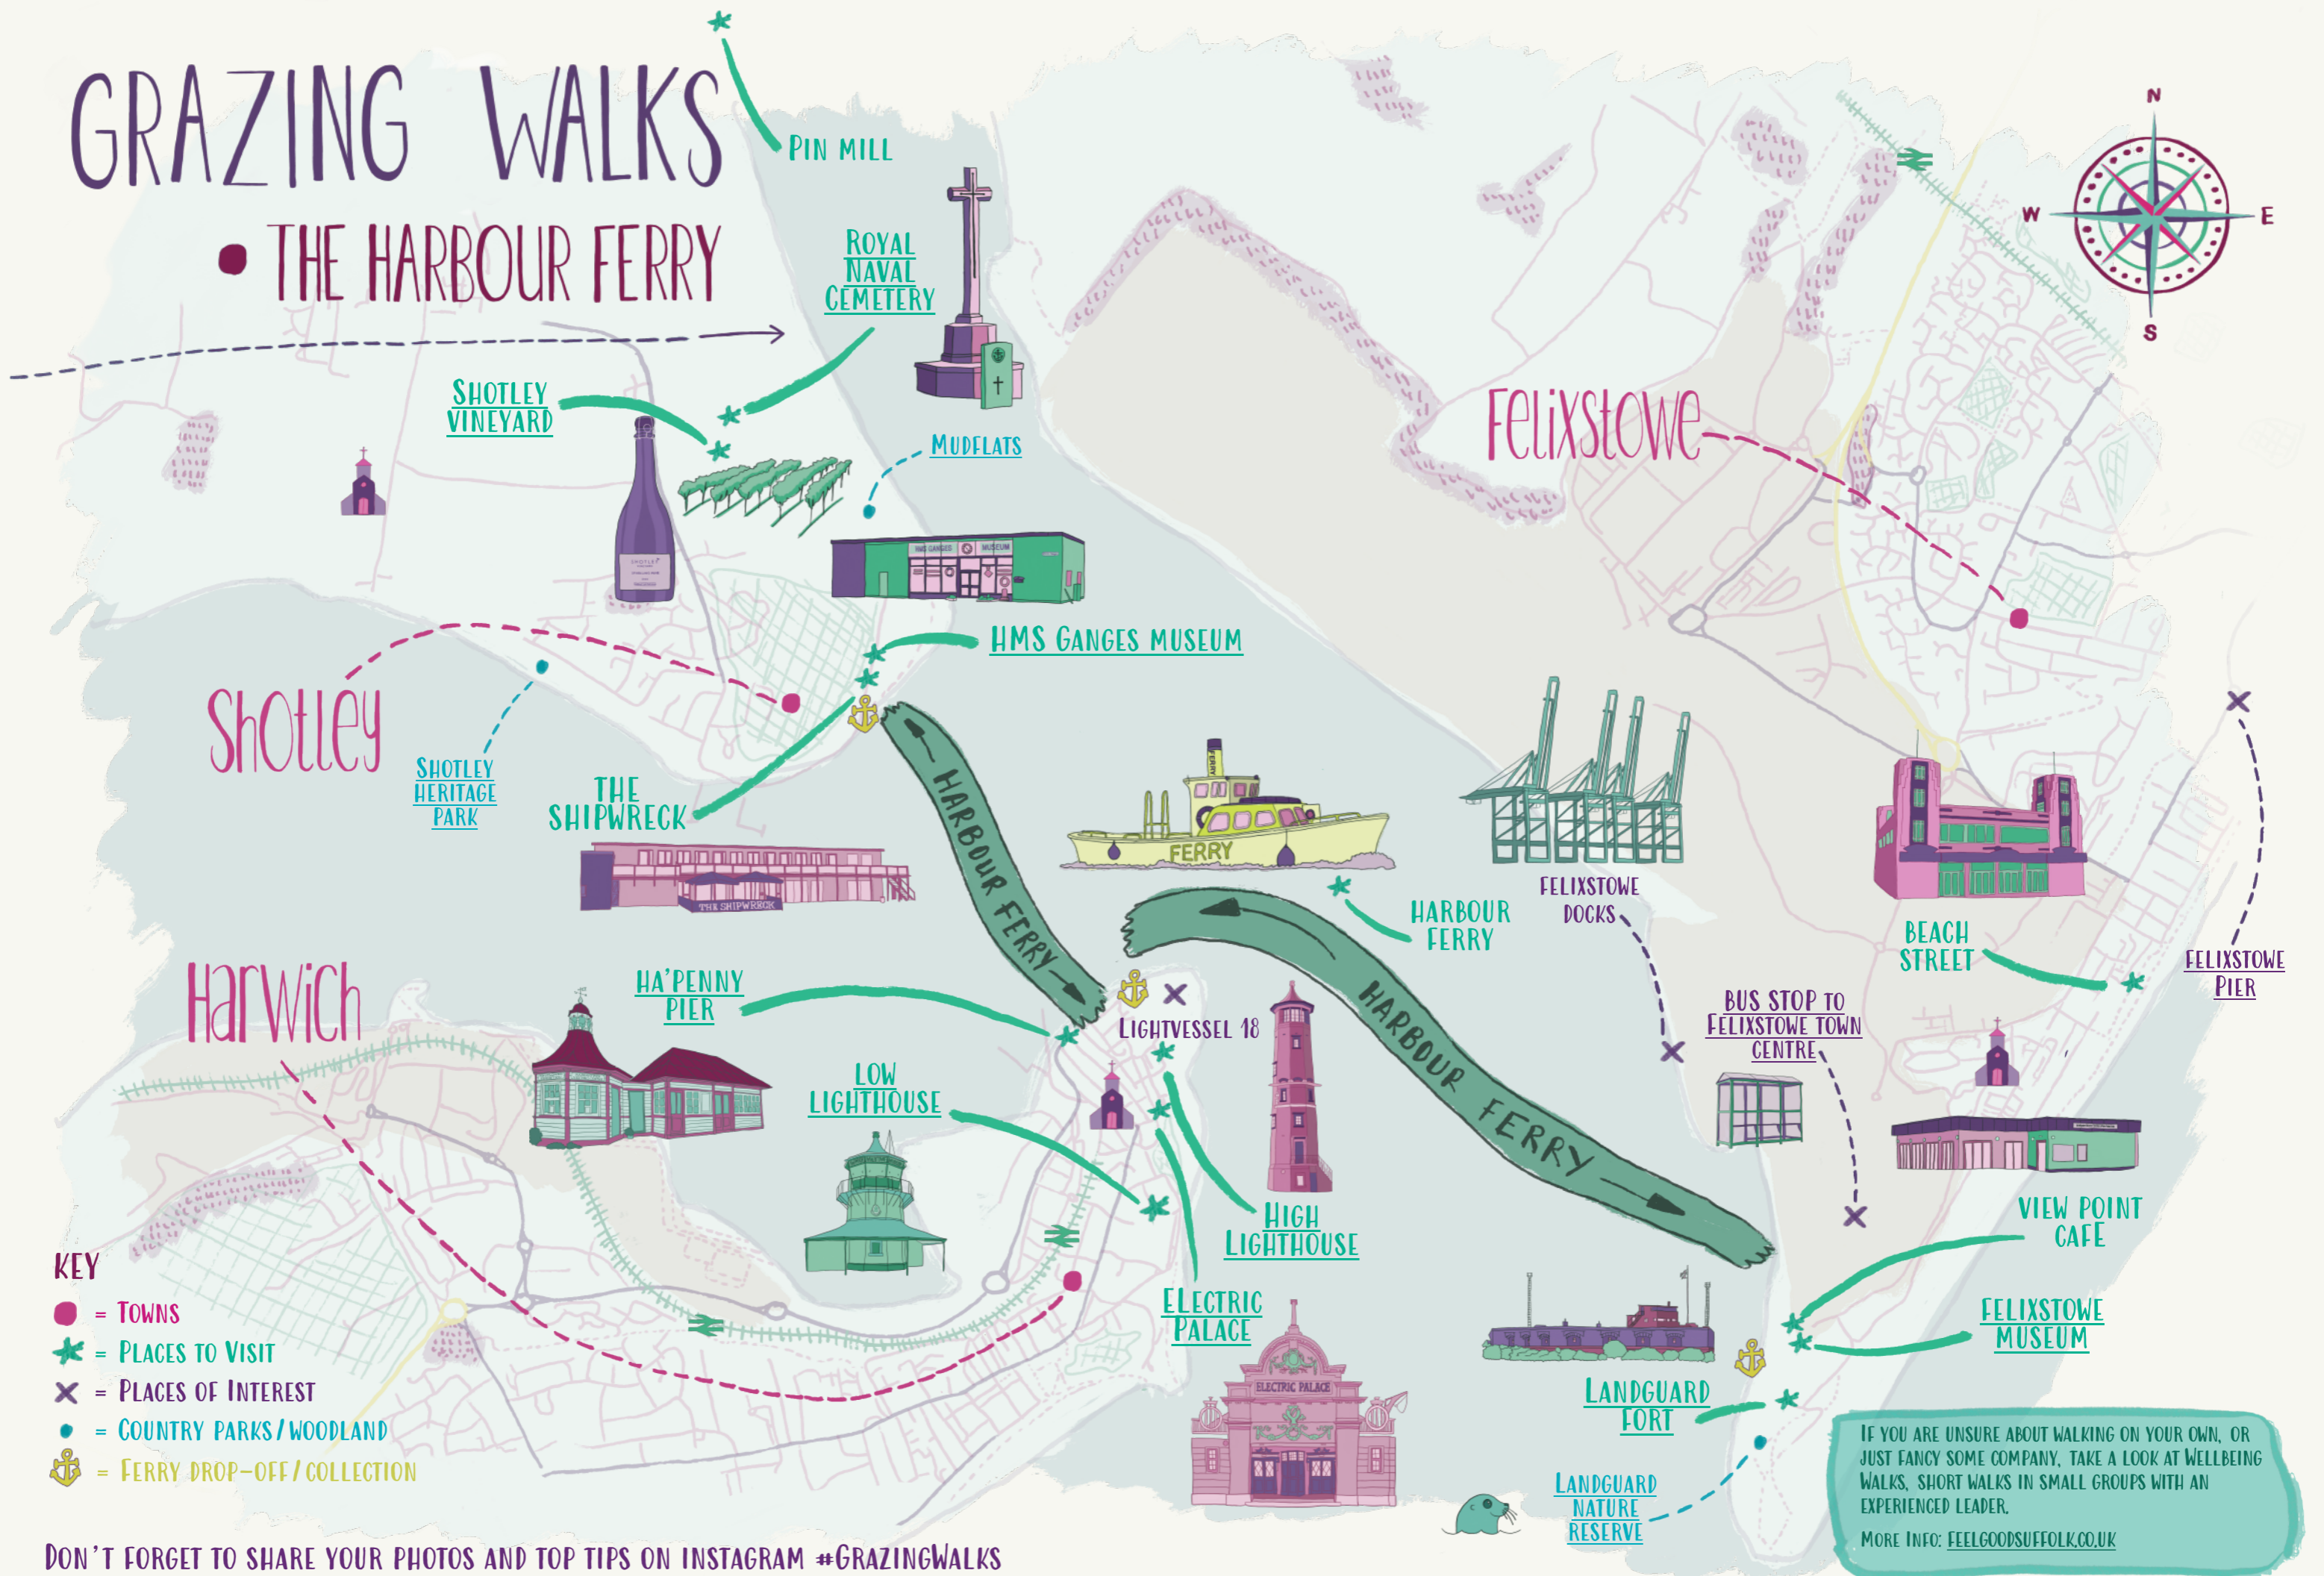 GRAZING WALKS
• THE HARBOUR FERRY
PIN MILL
ROYAL
NAVAL
CEMETERY
SHOTLEY
VINEYARD
MUDFLATS
N
W
E
S
FELIXSTOWE
HMS GANGES MUSEUM
HMS GANGES MUSEUM
SHOTLEY
SHOTLEY
SHOTLEY
HERITAGE
PARK
THE
SHIPWRECK
THE SHIPWRECK
HARBOUR FERRY
FERRY
FERRY
HARBOUR
FERRY
FELIXSTOWE
DOCKS
BEACH
STREET
FELIXSTOWE
PIER
HARWICH
HA'PENNY
PIER
LIGHTVESSEL 18
LOW
LIGHTHOUSE
HARBOUR FERRY
BUS STOP TO
FELIXSTOWE TOWN
CENTRE
HIGH
LIGHTHOUSE
VIEW POINT
CAFE
ELECTRIC
PALACE
ELECTRIC PALACE
FELIXSTOWE
MUSEUM
LANDGUARD
FORT
LANDGUARD
NATURE
RESERVE
KEY
= TOWNS
= PLACES TO VISIT
= PLACES OF INTEREST
= COUNTRY PARKS/WOODLAND
= FERRY DROP-OFF/COLLECTION
IF YOU ARE UNSURE ABOUT WALKING ON YOUR OWN, OR
JUST FANCY SOME COMPANY, TAKE A LOOK AT WELLBEING
WALKS, SHORT WALKS IN SMALL GROUPS WITH AN
EXPERIENCED LEADER.
MORE INFO: FEELGOODSUFFOLK.CO.UK
DON'T FORGET TO SHARE YOUR PHOTOS AND TOP TIPS ON INSTAGRAM #GRAZINGWALKS